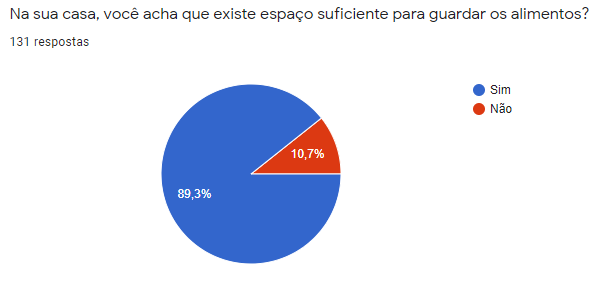 Na sua casa, você acha que existe espaço suficiente para guardar os alimentos?
131 respostas
Sim
Não
10,7%
89,3%